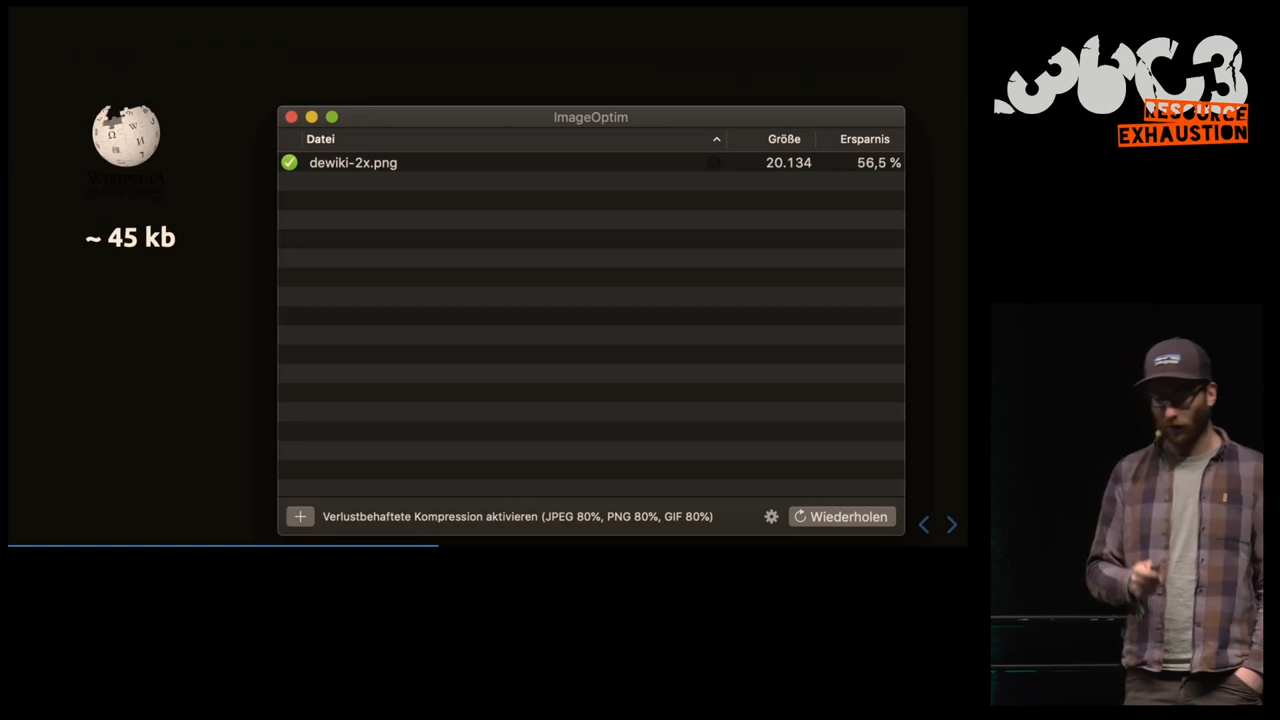 36C3
RESOURCE
EXHAUSTION
WIKIPEDIA
~ 45 kb
ImageOptim
Datei Größe Ersparnis
dewiki-2x.png 20.134 56,5 %
Verlustbehaftete Kompression aktivieren (JPEG 80%, PNG 80%, GIF 80%) Wiederholen